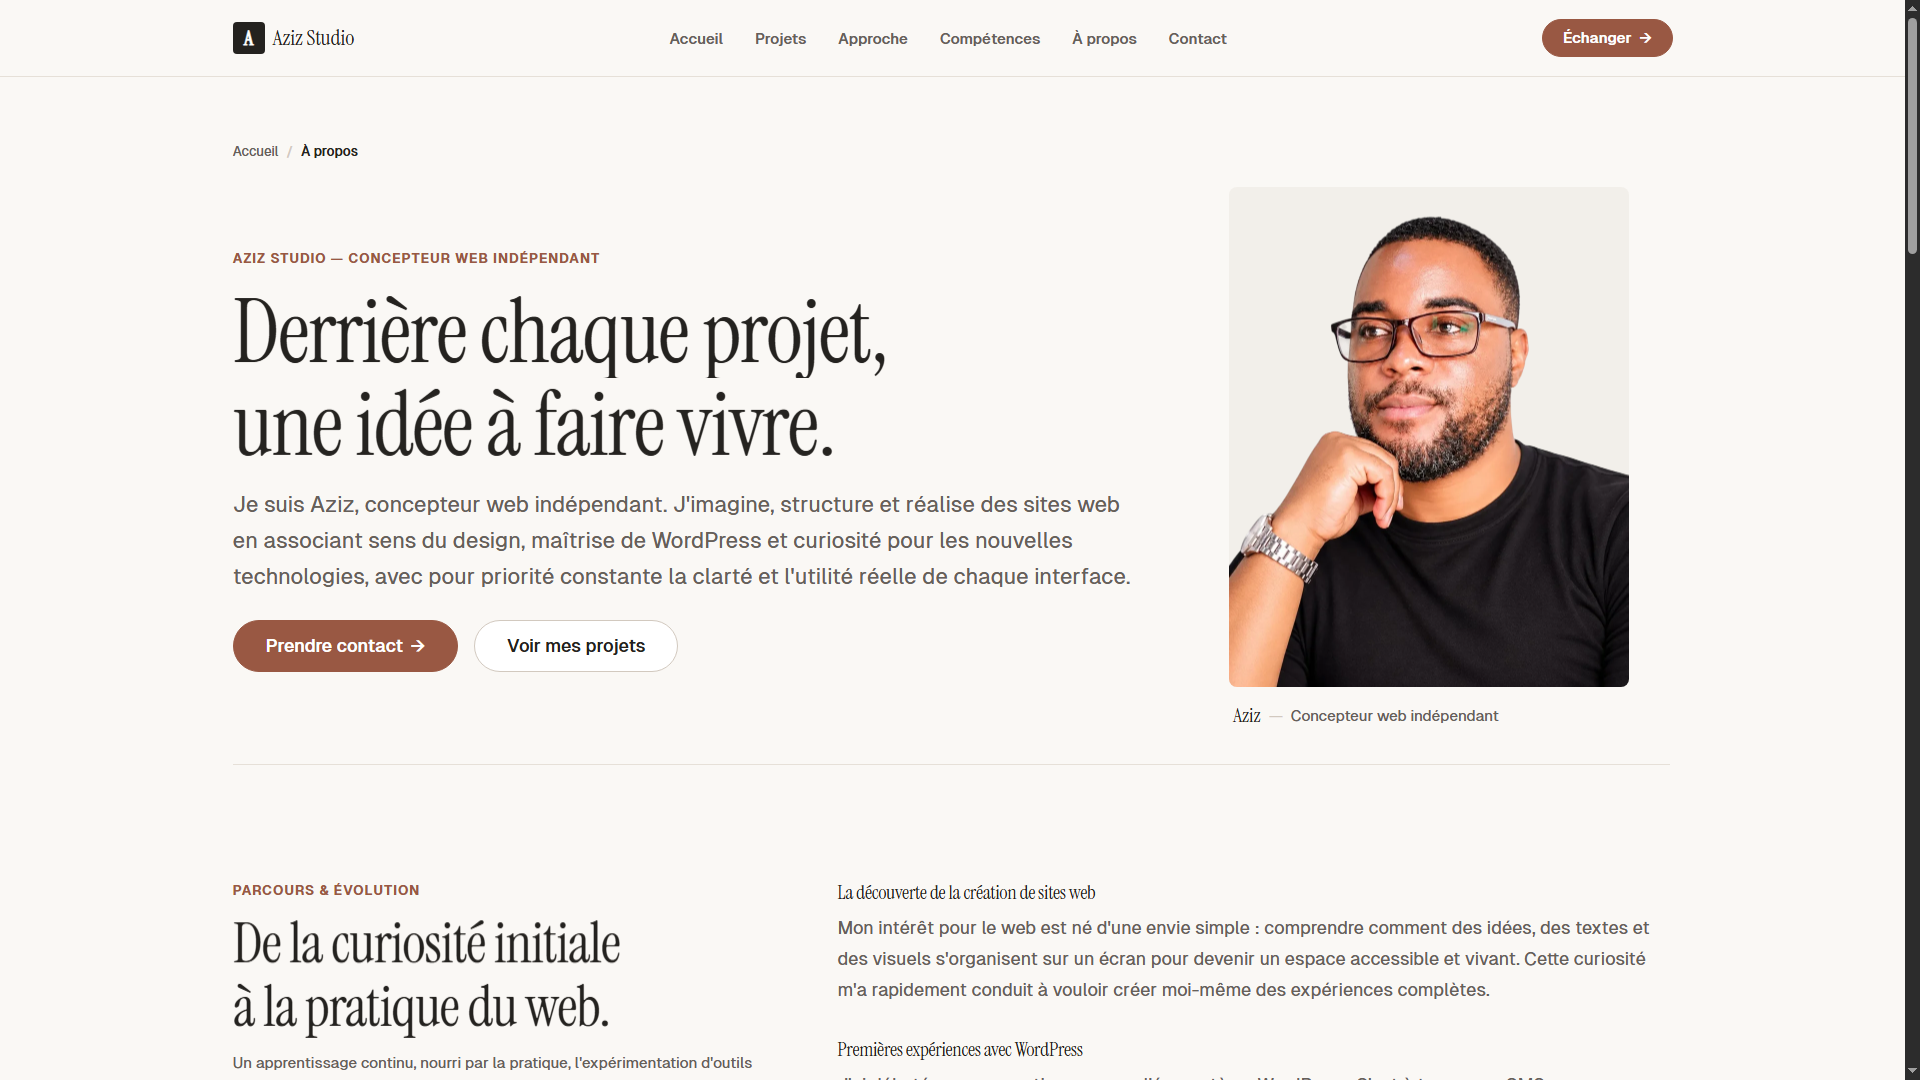 A Aziz Studio
Accueil Projets Approche Compétences À propos Contact
Échanger →
Accueil / À propos
AZIZ STUDIO — CONCEPTEUR WEB INDÉPENDANT
Derrière chaque projet,
une idée à faire vivre.
Je suis Aziz, concepteur web indépendant. J'imagine, structure et réalise des sites web
en associant sens du design, maîtrise de WordPress et curiosité pour les nouvelles
technologies, avec pour priorité constante la clarté et l'utilité réelle de chaque interface.
Prendre contact →
Voir mes projets
Aziz — Concepteur web indépendant
PARCOURS & ÉVOLUTION
De la curiosité initiale
à la pratique du web.
Un apprentissage continu, nourri par la pratique, l'expérimentation d'outils
La découverte de la création de sites web
Mon intérêt pour le web est né d'une envie simple : comprendre comment des idées, des textes et
des visuels s'organisent sur un écran pour devenir un espace accessible et vivant. Cette curiosité
m'a rapidement conduit à vouloir créer moi-même des expériences complètes.
Premières expériences avec WordPress